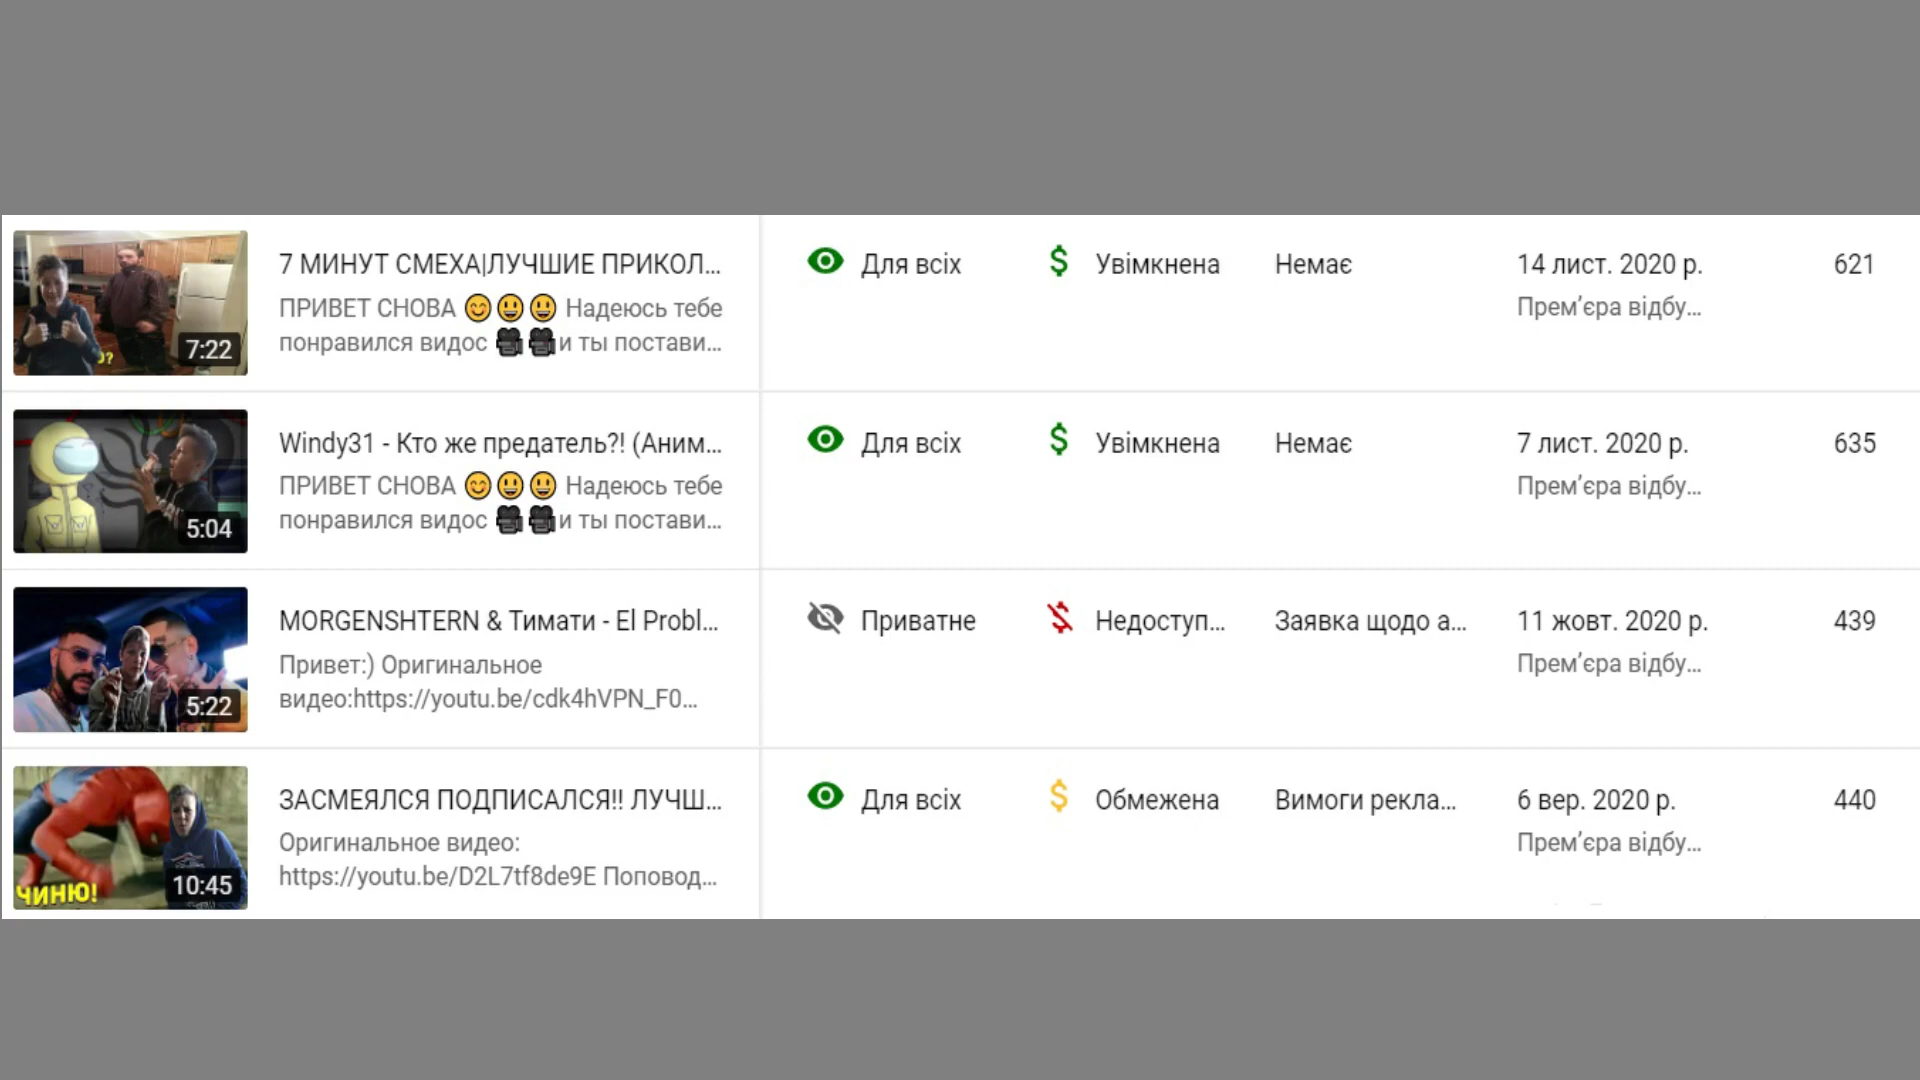 7 МИНУТ СМЕХА|ЛУЧШИЕ ПРИКОЛ...
ПРИВЕТ СНОВА 😊😃😃 Надеюсь тебе
понравился видос 🎥🎥и ты постави...
7:22
Для всіх
$ Увімкнена
Немає
14 лист. 2020 р.
Прем’єра відбу...
621
Windy31 - Кто же предатель?! (Аним...
ПРИВЕТ СНОВА 😊😃😃 Надеюсь тебе
понравился видос 🎥🎥и ты постави...
5:04
Для всіх
$ Увімкнена
Немає
7 лист. 2020 р.
Прем’єра відбу...
635
MORGENSHTERN & Тимати - El Probl...
Привет:) Оригинальное
видео:https://youtu.be/cdk4hVPN_F0...
5:22
Приватне
Недоступ...
Заявка щодо а...
11 жовт. 2020 р.
Прем’єра відбу...
439
ЗАСМЕЯЛСЯ ПОДПИСАЛСЯ!! ЛУЧШ...
Оригинальное видео:
https://youtu.be/D2L7tf8de9E Поповод...
ЧИНЮ!
10:45
Для всіх
$ Обмежена
Вимоги рекла...
6 вер. 2020 р.
Прем’єра відбу...
440